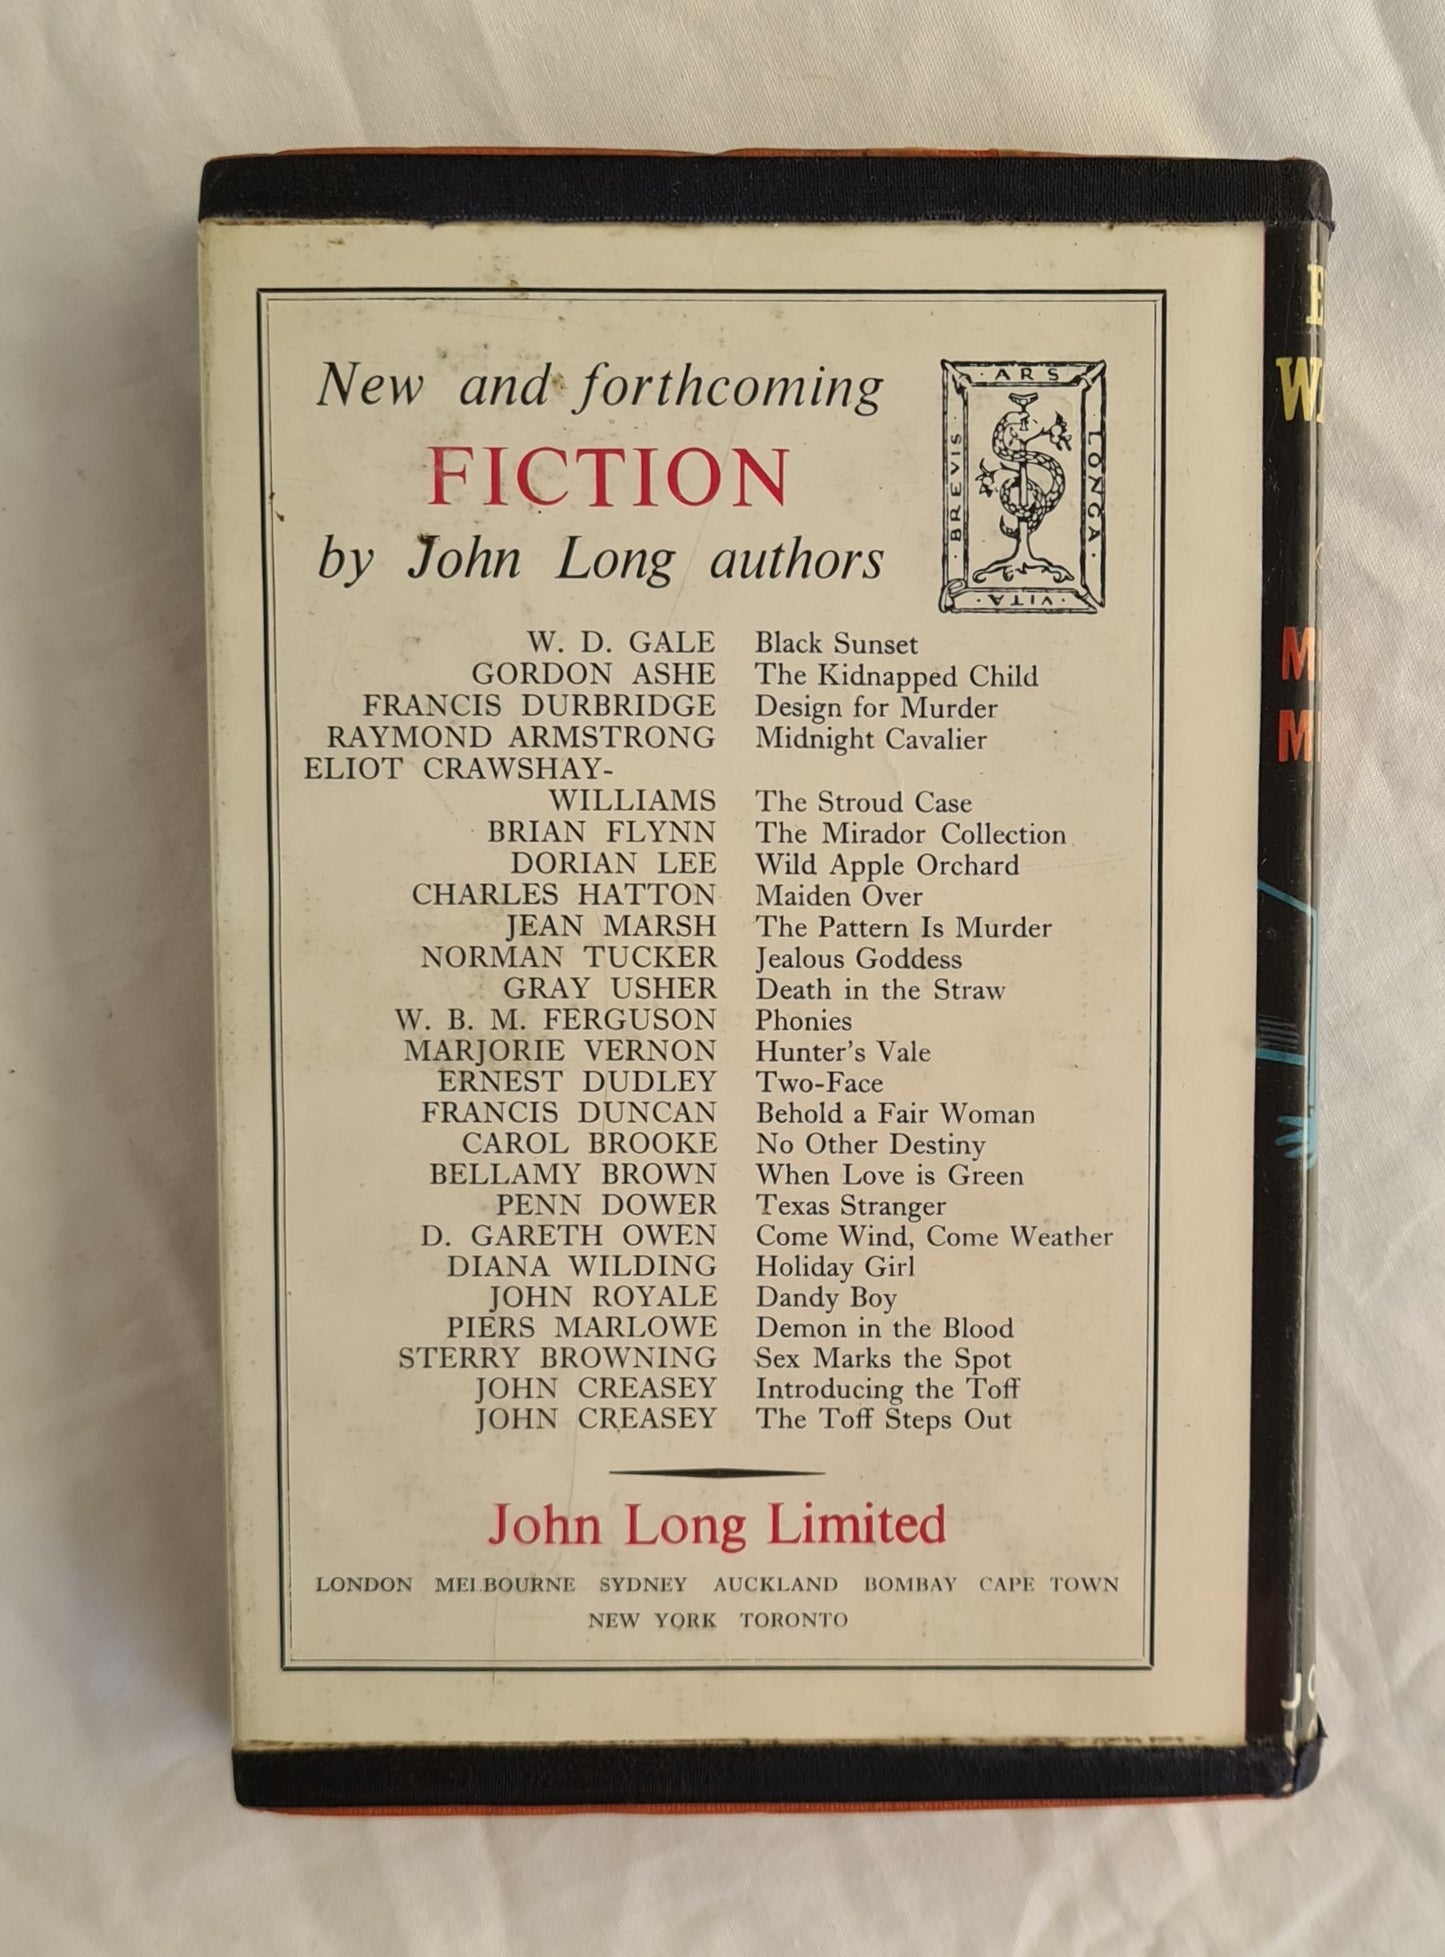 New and forthcoming
FICTION
by John Long authors
· ARS ·
LONGA ·
· VITA ·
· BREVIS
W. D. GALE Black Sunset
GORDON ASHE The Kidnapped Child
FRANCIS DURBRIDGE Design for Murder
RAYMOND ARMSTRONG Midnight Cavalier
ELIOT CRAWSHAY-
WILLIAMS The Stroud Case
BRIAN FLYNN The Mirador Collection
DORIAN LEE Wild Apple Orchard
CHARLES HATTON Maiden Over
JEAN MARSH The Pattern Is Murder
NORMAN TUCKER Jealous Goddess
GRAY USHER Death in the Straw
W. B. M. FERGUSON Phonies
MARJORIE VERNON Hunter's Vale
ERNEST DUDLEY Two-Face
FRANCIS DUNCAN Behold a Fair Woman
CAROL BROOKE No Other Destiny
BELLAMY BROWN When Love is Green
PENN DOWER Texas Stranger
D. GARETH OWEN Come Wind, Come Weather
DIANA WILDING Holiday Girl
JOHN ROYALE Dandy Boy
PIERS MARLOWE Demon in the Blood
STERRY BROWNING Sex Marks the Spot
JOHN CREASEY Introducing the Toff
JOHN CREASEY The Toff Steps Out
John Long Limited
LONDON MELBOURNE SYDNEY AUCKLAND BOMBAY CAPE TOWN
NEW YORK TORONTO